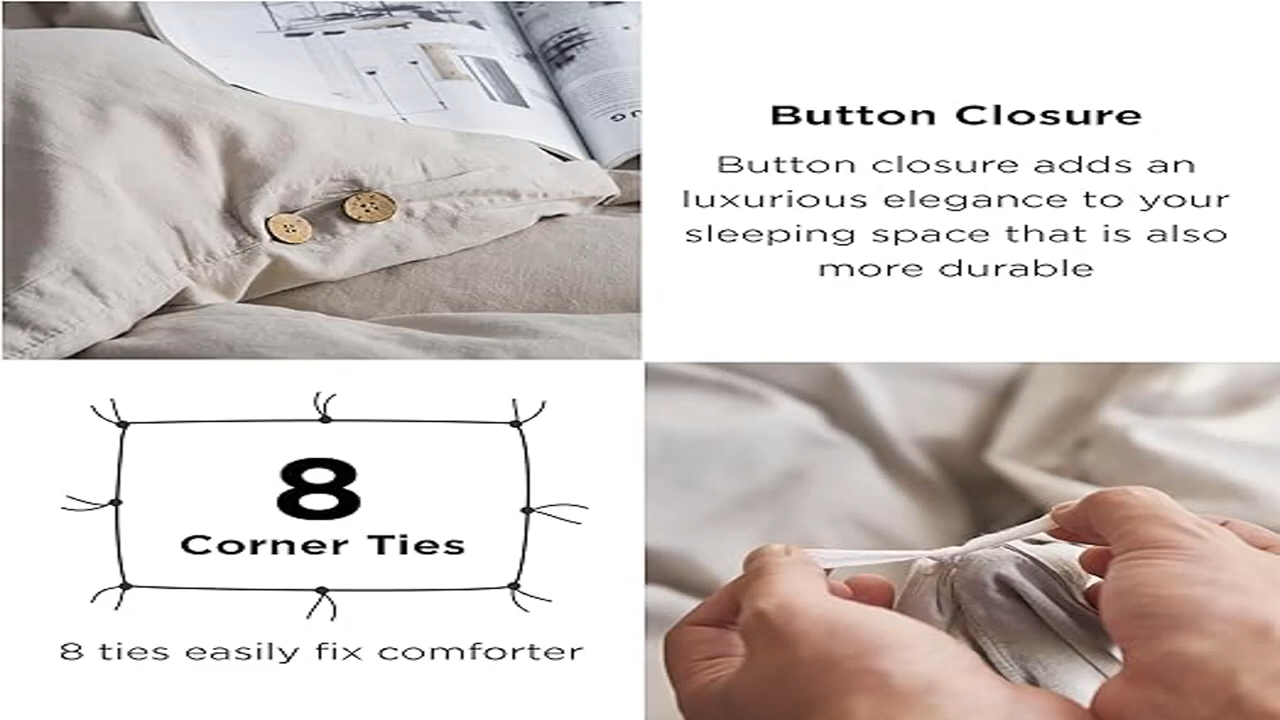 Button Closure
Button closure adds an
luxurious elegance to your
sleeping space that is also
more durable
8
Corner Ties
8 ties easily fix comforter